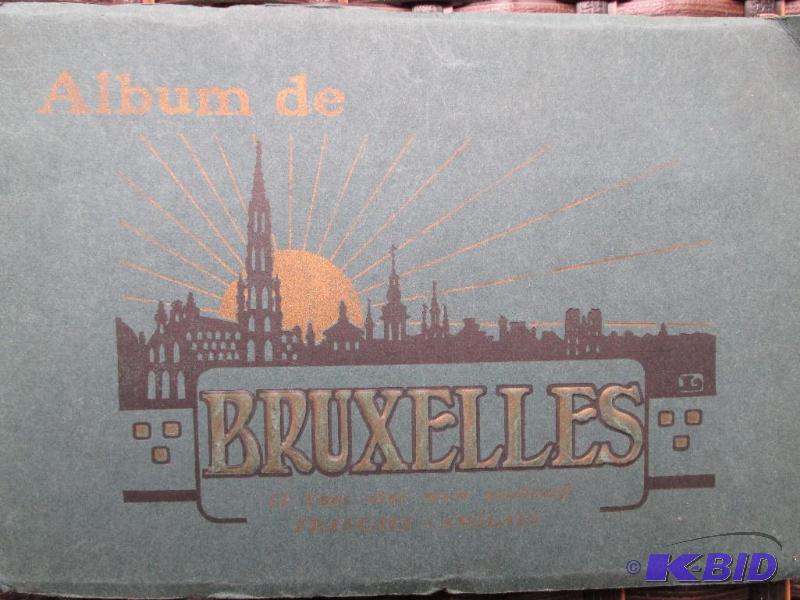 Album de
BRUXELLES
FRANÇAIS - ANGLAIS
© K-BID